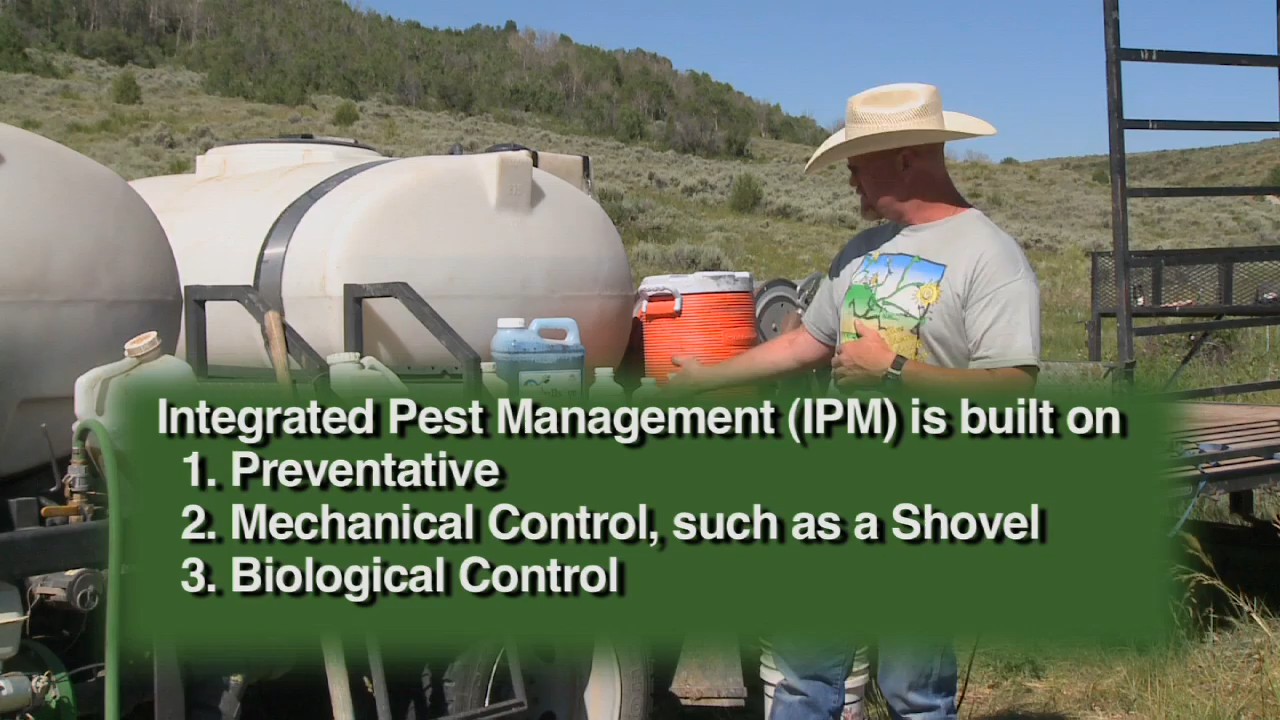 Integrated Pest Management (IPM) is built on
1. Preventative
2. Mechanical Control, such as a Shovel
3. Biological Control